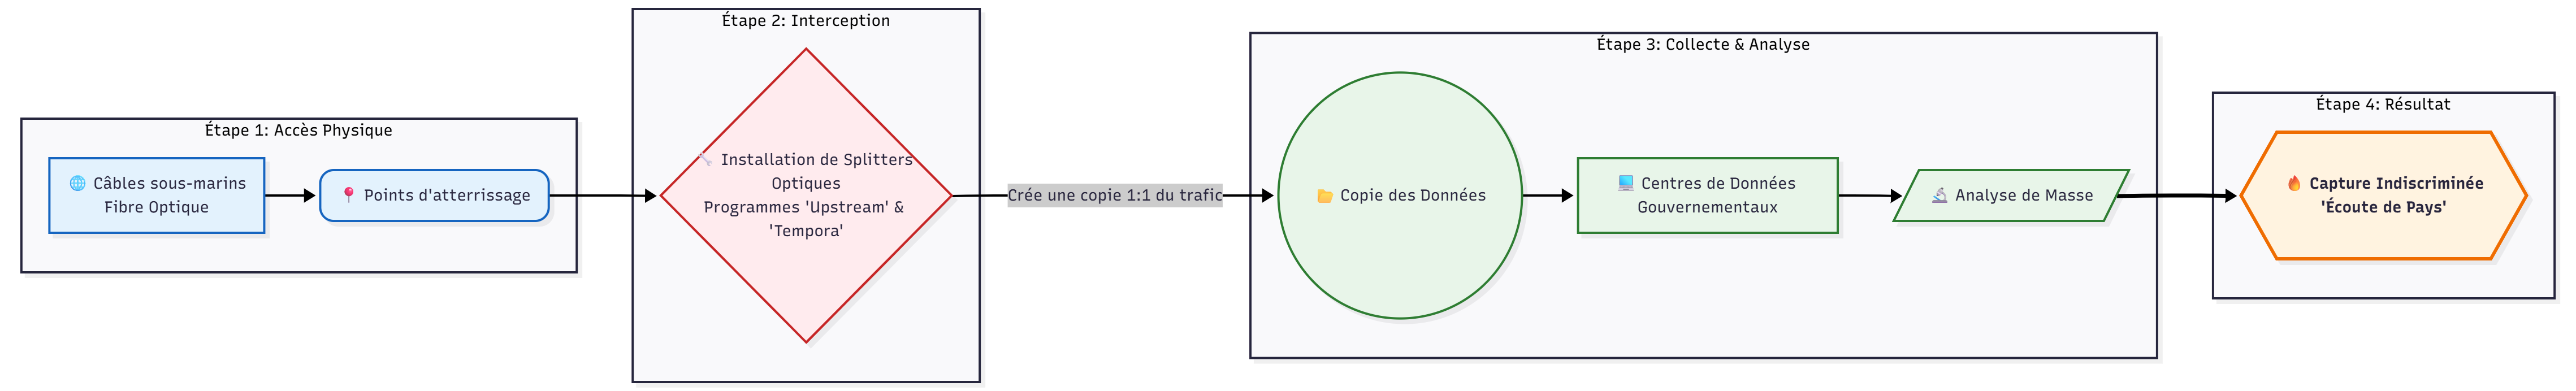 Étape 1: Accès Physique
🌐 Câbles sous-marins
Fibre Optique
📍 Points d'atterrissage
Étape 2: Interception
🔧 Installation de Splitters
Optiques
Programmes 'Upstream' &
'Tempora'
Crée une copie 1:1 du trafic
Étape 3: Collecte & Analyse
📂 Copie des Données
💻 Centres de Données
Gouvernementaux
🔬 Analyse de Masse
Étape 4: Résultat
🔥 Capture Indiscriminée
'Écoute de Pays'